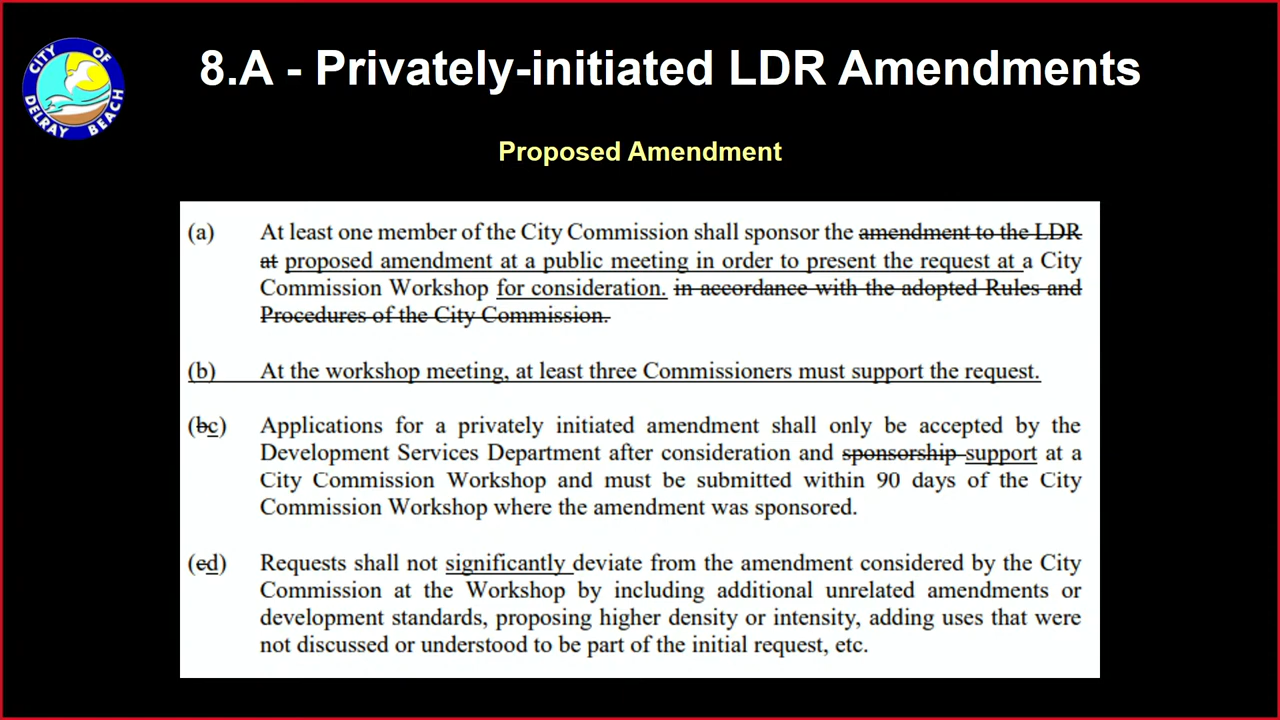 CITY OF
DELRAY BEACH
8.A - Privately-initiated LDR Amendments
Proposed Amendment
(a) At least one member of the City Commission shall sponsor the amendment to the LDR
at proposed amendment at a public meeting in order to present the request at a City
Commission Workshop for consideration. in accordance with the adopted Rules and
Procedures of the City Commission.
(b) At the workshop meeting, at least three Commissioners must support the request.
(bc) Applications for a privately initiated amendment shall only be accepted by the
Development Services Department after consideration and sponsorship support at a
City Commission Workshop and must be submitted within 90 days of the City
Commission Workshop where the amendment was sponsored.
(cd) Requests shall not significantly deviate from the amendment considered by the City
Commission at the Workshop by including additional unrelated amendments or
development standards, proposing higher density or intensity, adding uses that were
not discussed or understood to be part of the initial request, etc.